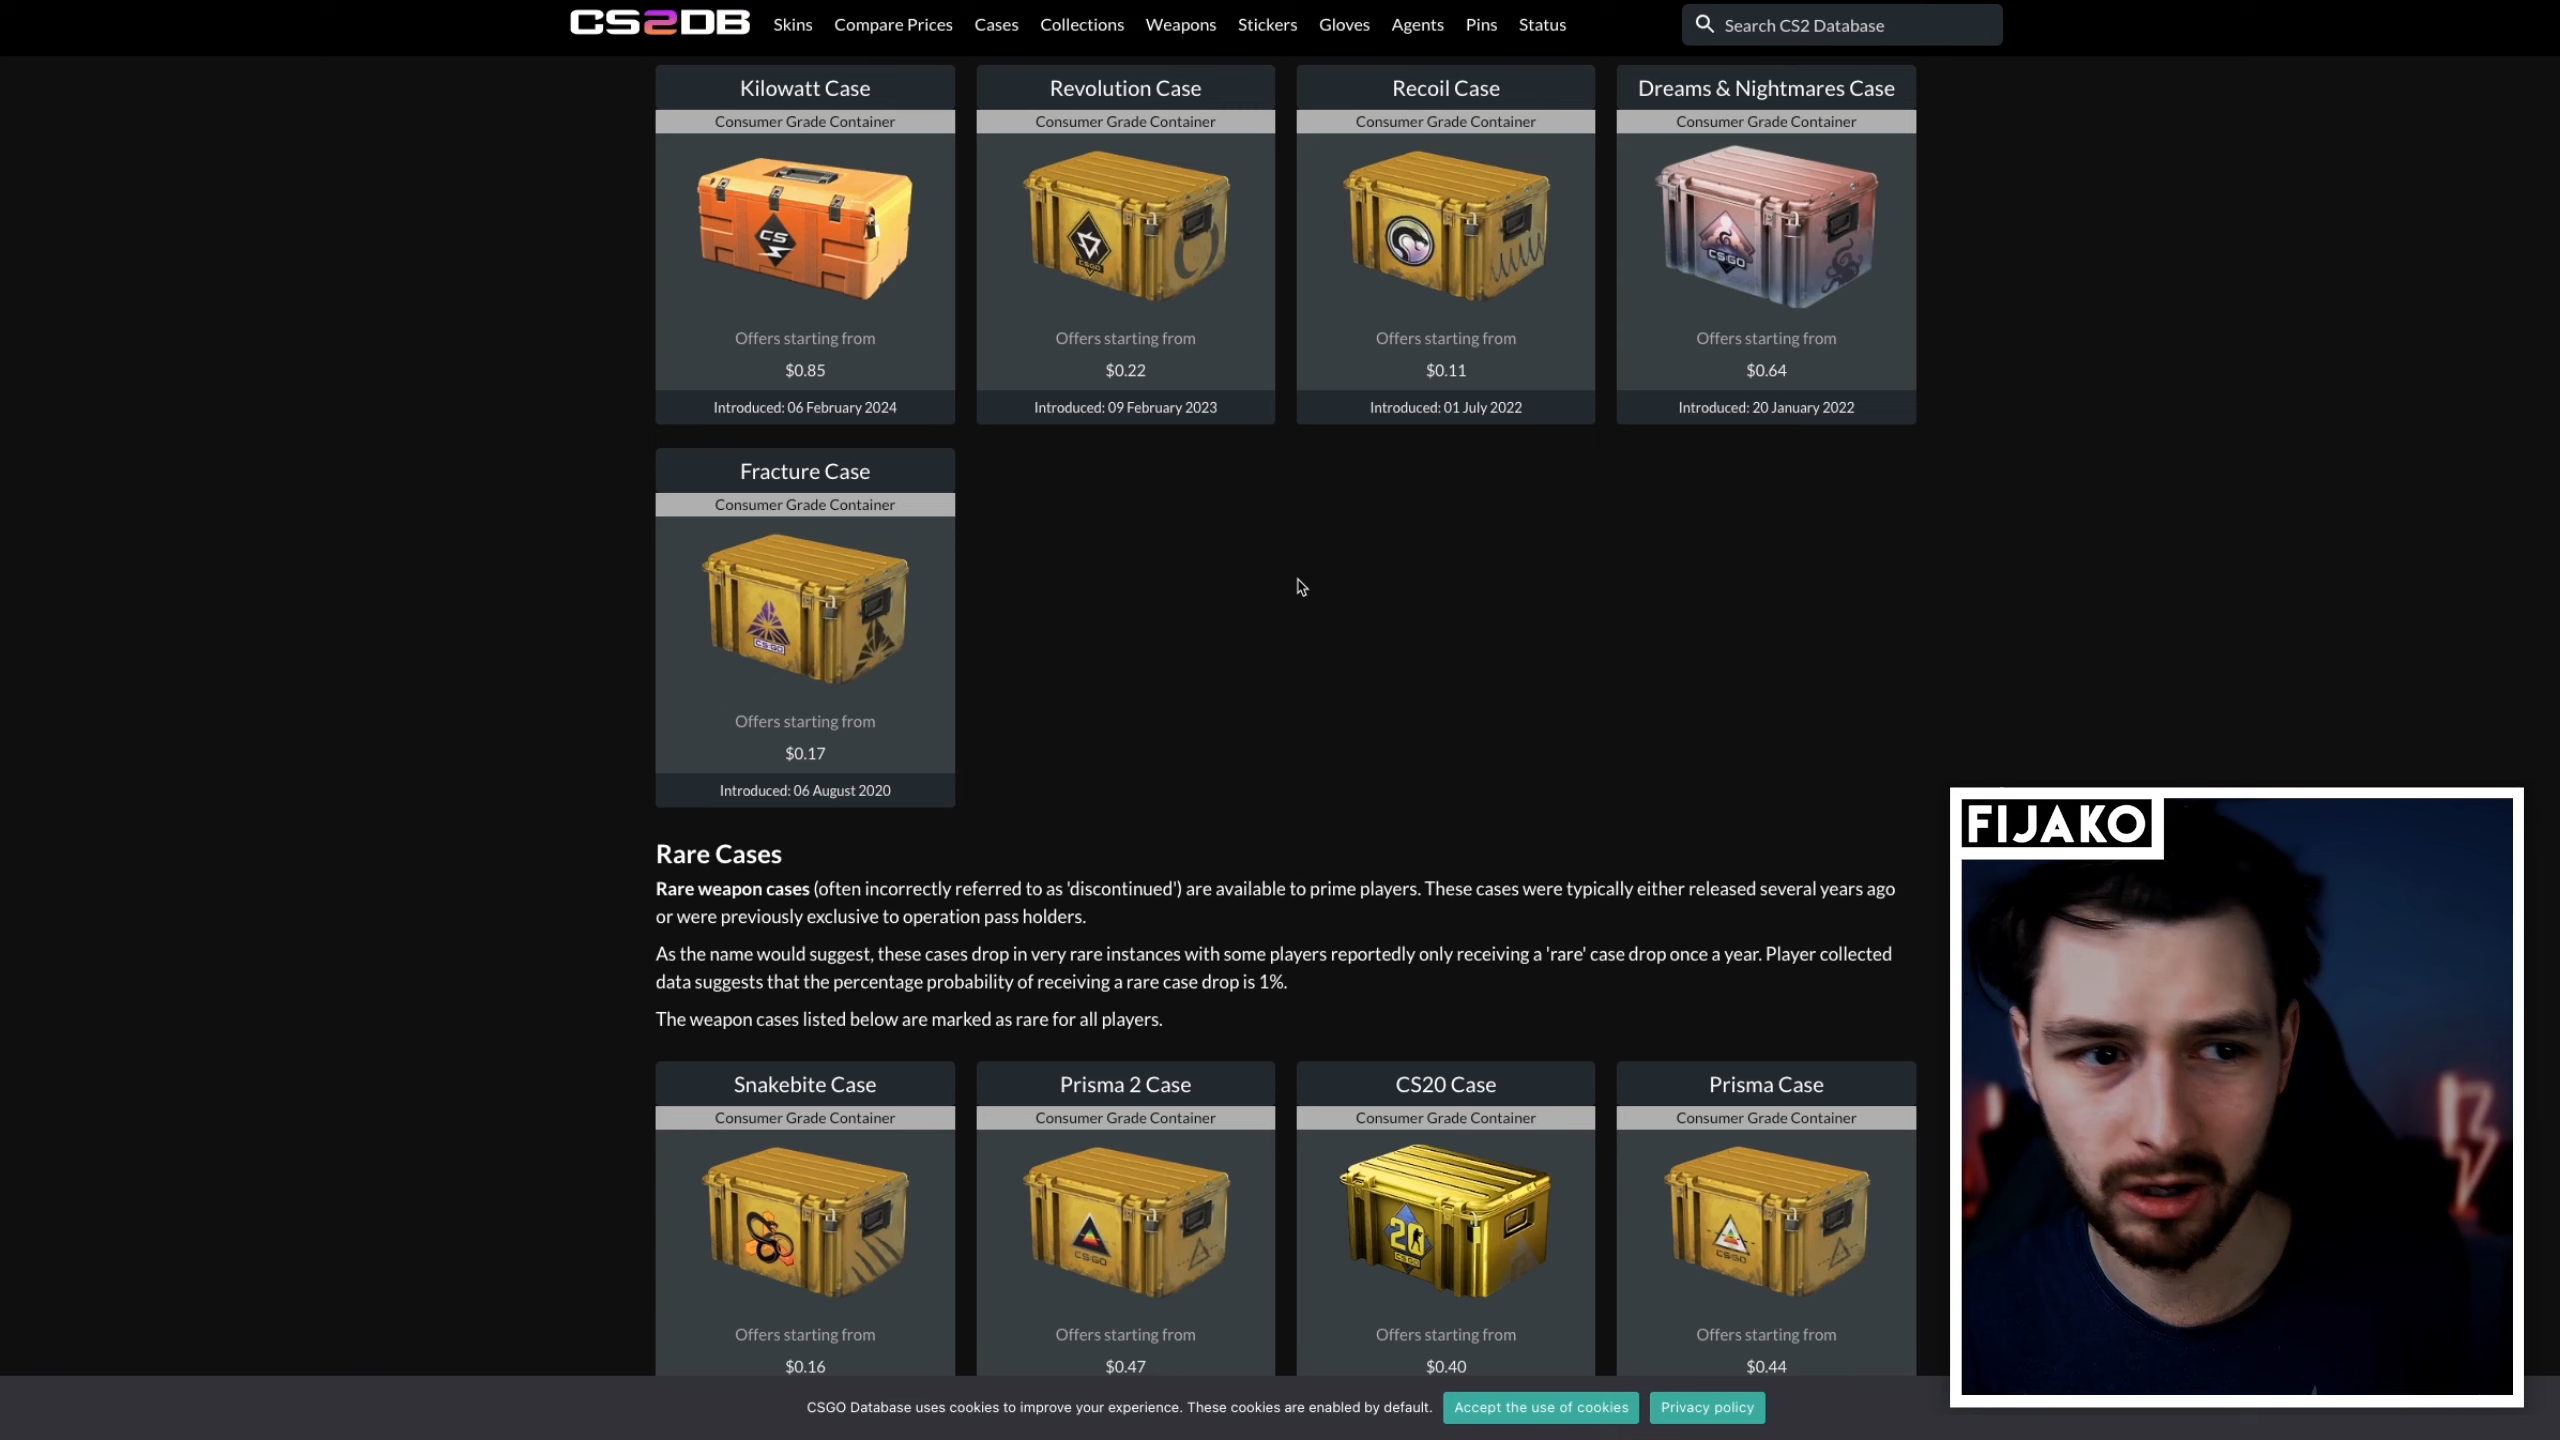 CS2DB Skins Compare Prices Cases Collections Weapons Stickers Gloves Agents Pins Status Search CS2 Database
Kilowatt Case
Consumer Grade Container
CS
Offers starting from
$0.85
Introduced: 06 February 2024
Revolution Case
Consumer Grade Container
CSGO
Offers starting from
$0.22
Introduced: 09 February 2023
Recoil Case
Consumer Grade Container
Offers starting from
$0.11
Introduced: 01 July 2022
Dreams & Nightmares Case
Consumer Grade Container
CSGO
Offers starting from
$0.64
Introduced: 20 January 2022
Fracture Case
Consumer Grade Container
CS:GO
Offers starting from
$0.17
Introduced: 06 August 2020
FIJAKO
Rare Cases
Rare weapon cases (often incorrectly referred to as 'discontinued') are available to prime players. These cases were typically either released several years ago
or were previously exclusive to operation pass holders.
As the name would suggest, these cases drop in very rare instances with some players reportedly only receiving a 'rare' case drop once a year. Player collected
data suggests that the percentage probability of receiving a rare case drop is 1%.
The weapon cases listed below are marked as rare for all players.
Snakebite Case
Consumer Grade Container
Offers starting from
$0.16
Prisma 2 Case
Consumer Grade Container
CS:GO
Offers starting from
$0.47
CS20 Case
Consumer Grade Container
20
CSGO
Offers starting from
$0.40
Prisma Case
Consumer Grade Container
CS:GO
Offers starting from
$0.44
CSGO Database uses cookies to improve your experience. These cookies are enabled by default. Accept the use of cookies Privacy policy